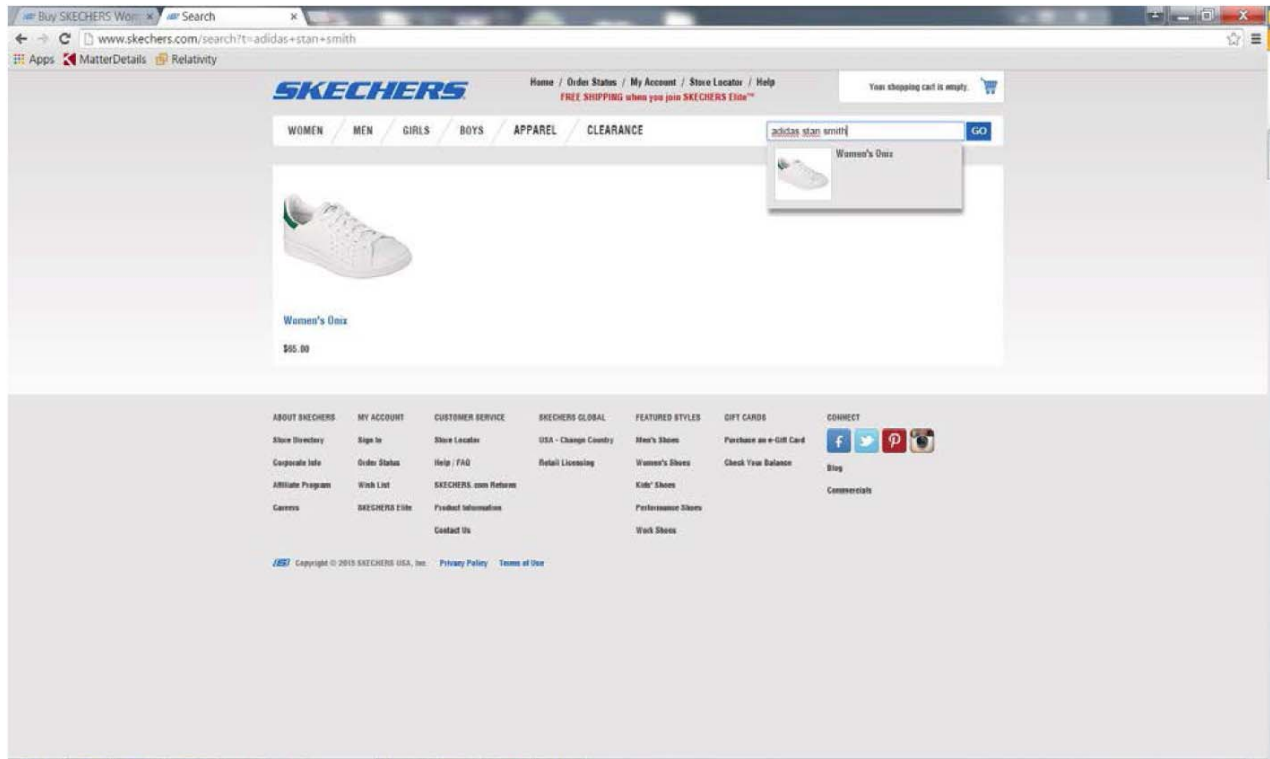 Buy SKECHERS Wom
Search
www.skechers.com/search?t=adidas+stan+smith
Apps MatterDetails Relativity
SKECHERS
Home / Order Status / My Account / Store Locator / Help
FREE SHIPPING when you join SKECHERS Elite™
Your shopping cart is empty.
WOMEN / MEN / GIRLS / BOYS / APPAREL / CLEARANCE
adidas stan smith GO
Women's Onix
Women's Onix
$65.00
ABOUT SKECHERS MY ACCOUNT CUSTOMER SERVICE SKECHERS GLOBAL FEATURED STYLES GIFT CARDS CONNECT
Store Directory Sign In Store Locator USA - Change Country Men's Shoes Purchase an e-Gift Card
Corporate Info Order Status Help / FAQ Retail Licensing Women's Shoes Check Your Balance Blog
Affiliate Program Wish List SKECHERS.com Returns Kids' Shoes Commercials
Careers SKECHERS Elite Product Information Performance Shoes
Contact Us Work Shoes
Copyright © 2015 SKECHERS USA, Inc. Privacy Policy Terms of Use